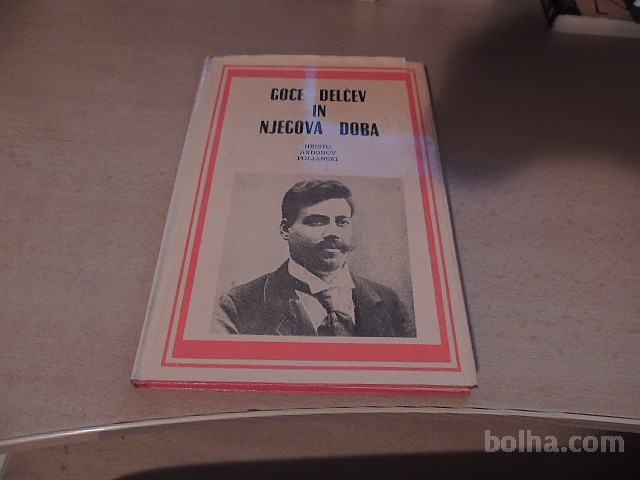 GOCE DELČEV
IN
NJEGOVA DOBA
HRISTO
ANDONOV
POLJANSKI
bolha.com